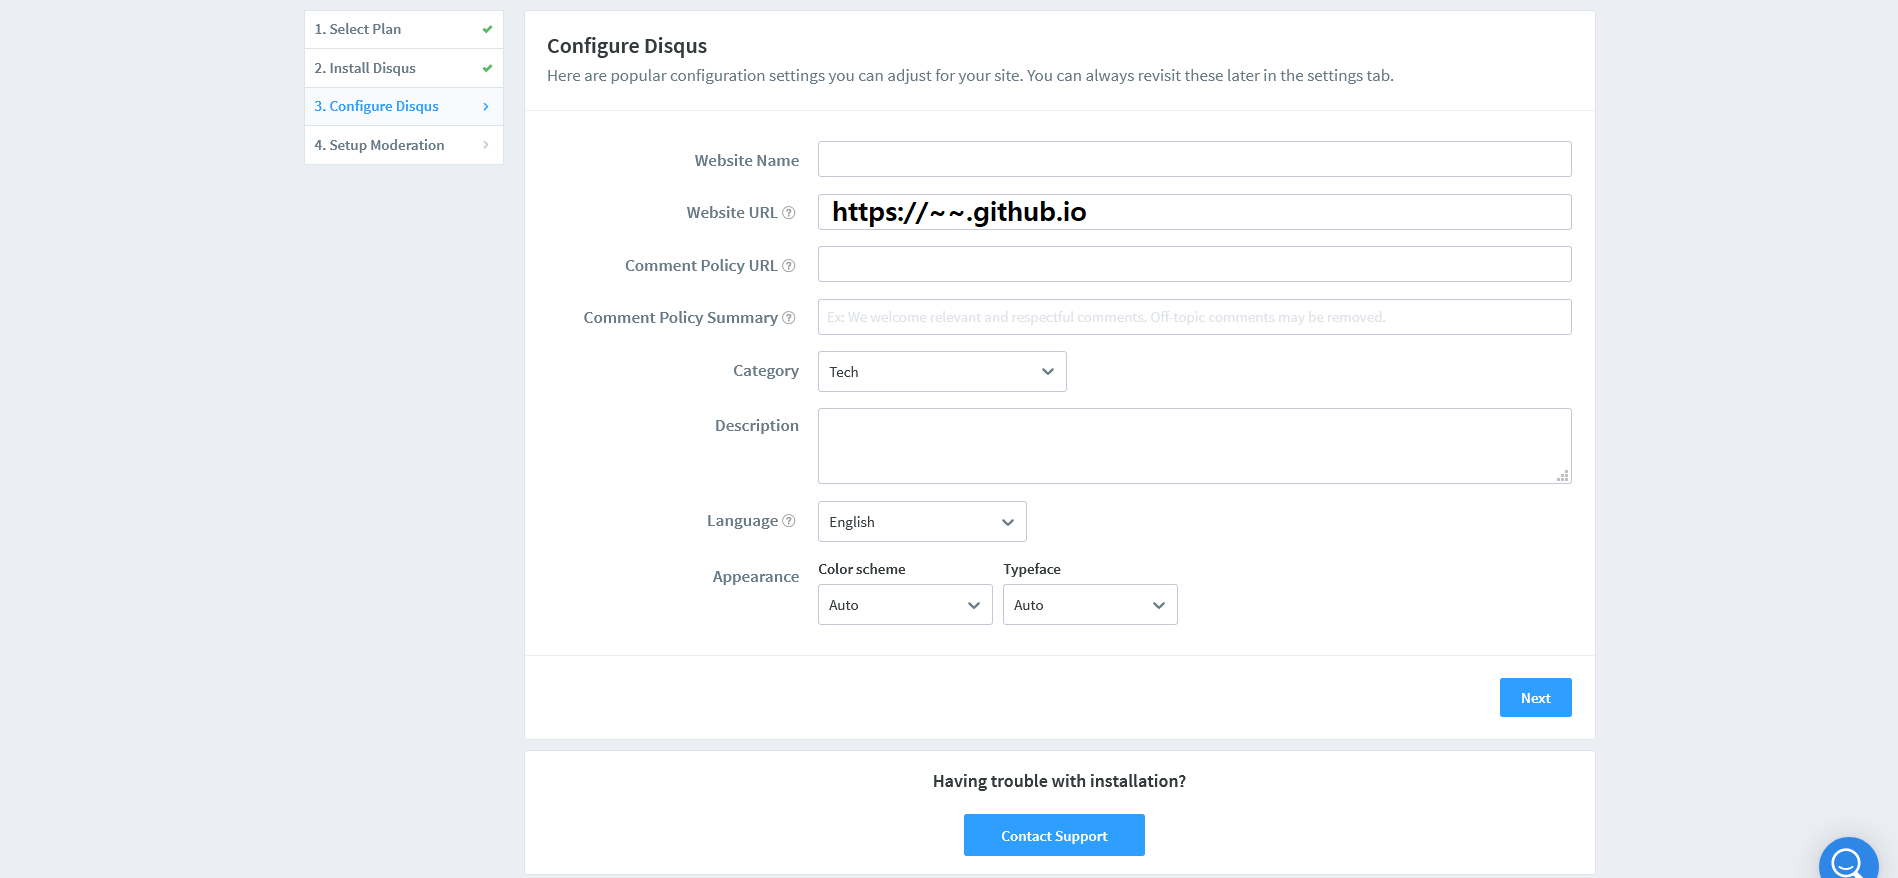 1. Select Plan
2. Install Disqus
3. Configure Disqus
4. Setup Moderation
Configure Disqus
Here are popular configuration settings you can adjust for your site. You can always revisit these later in the settings tab.
Website Name
Website URL ?
https://~~.github.io
Comment Policy URL ?
Comment Policy Summary ?
Ex: We welcome relevant and respectful comments. Off-topic comments may be removed.
Category
Tech
Description
Language ?
English
Appearance
Color scheme
Typeface
Auto
Auto
Next
Having trouble with installation?
Contact Support